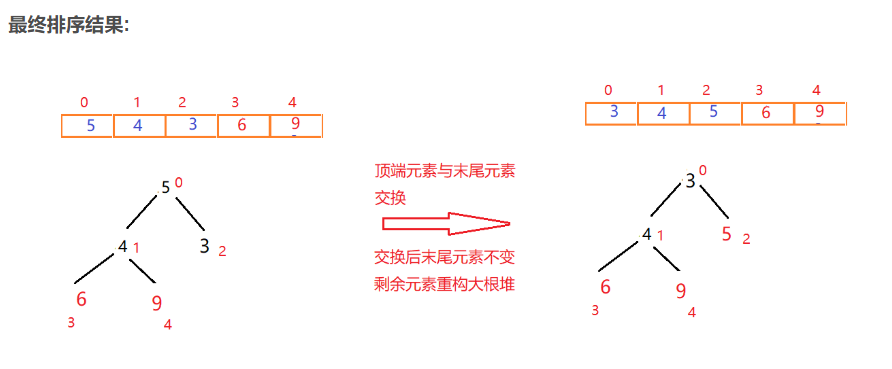 最终排序结果:
0 1 2 3 4
5 4 3 6 9
5 0
4 1 3 2
6 9
3 4
顶端元素与末尾元素
交换
交换后末尾元素不变
剩余元素重构大根堆
0 1 2 3 4
3 4 5 6 9
3 0
4 1 5 2
6 9
3 4